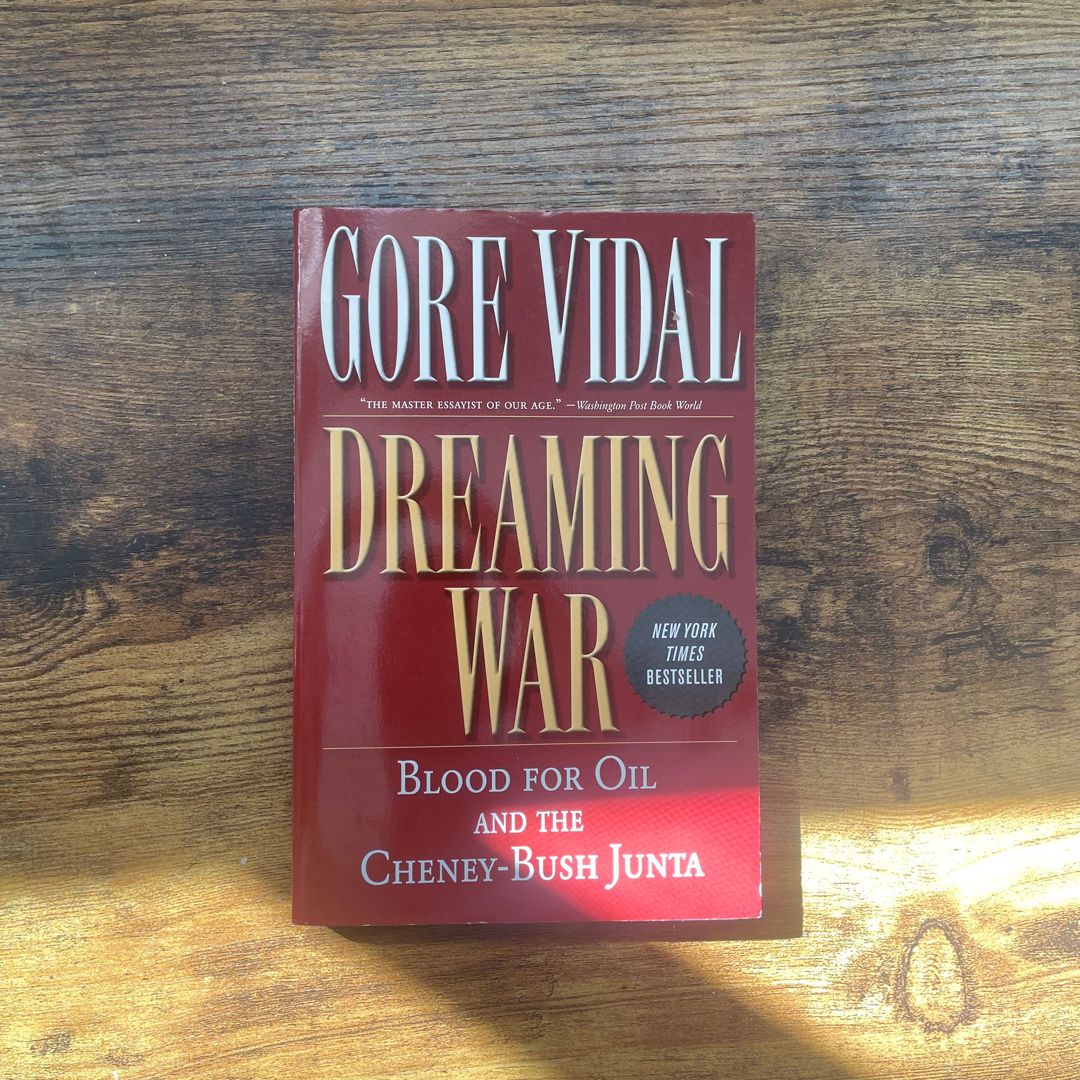 GORE VIDAL
“THE MASTER ESSAYIST OF OUR AGE.” —Washington Post Book World
DREAMING
WAR
NEW YORK
TIMES
BESTSELLER
BLOOD FOR OIL
AND THE
CHENEY-BUSH JUNTA